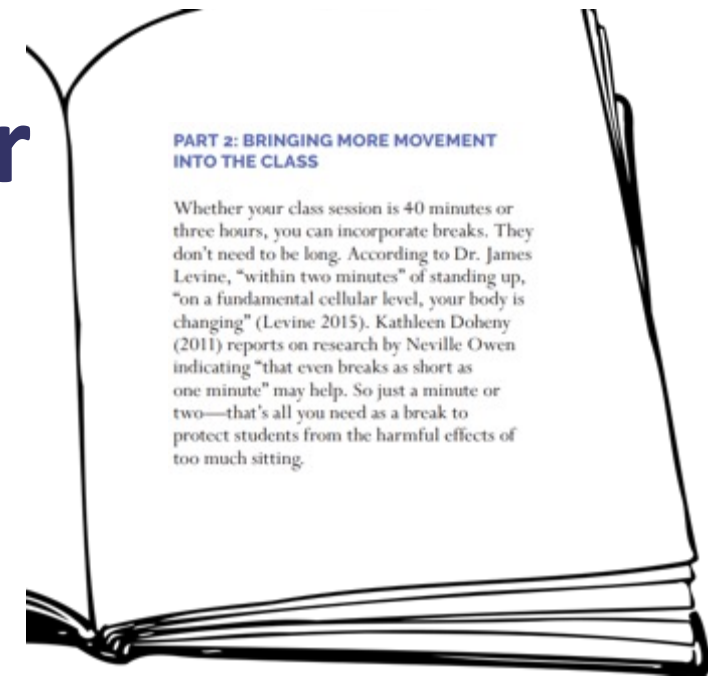 r
PART 2: BRINGING MORE MOVEMENT
INTO THE CLASS
Whether your class session is 40 minutes or
three hours, you can incorporate breaks. They
don't need to be long. According to Dr. James
Levine, “within two minutes” of standing up,
“on a fundamental cellular level, your body is
changing” (Levine 2015). Kathleen Doheny
(2011) reports on research by Neville Owen
indicating “that even breaks as short as
one minute” may help. So just a minute or
two—that's all you need as a break to
protect students from the harmful effects of
too much sitting.